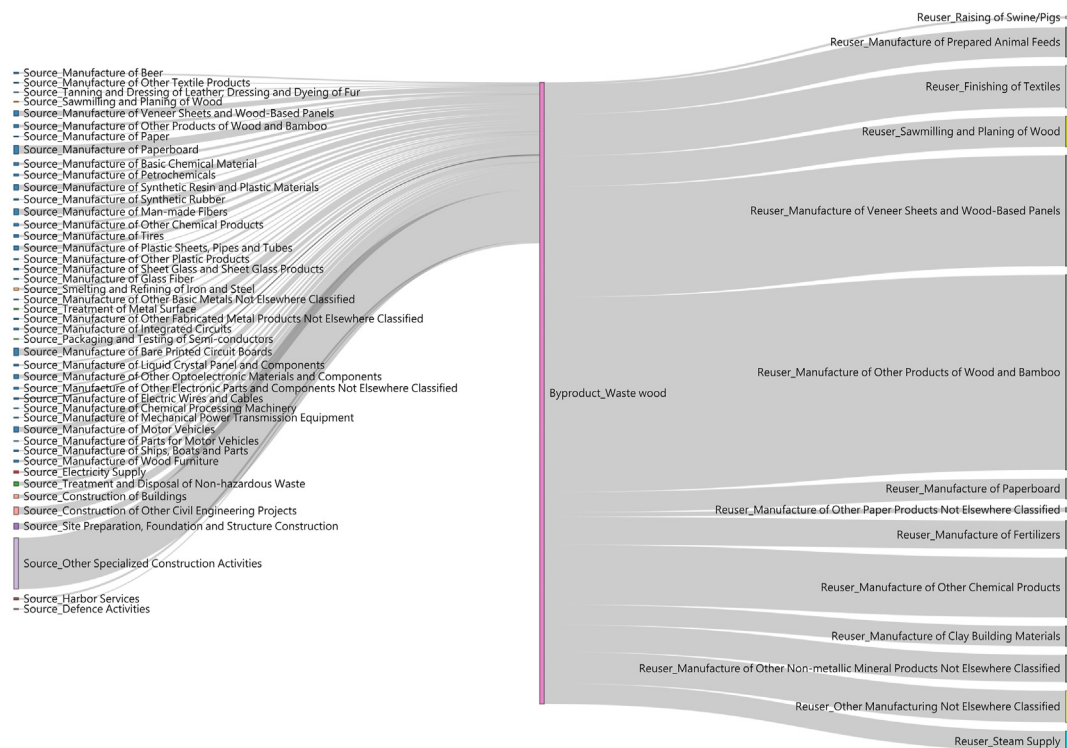 Source_Manufacture of Beer
Source_Manufacture of Other Textile Products
Source_Tanning and Dressing of Leather; Dressing and Dyeing of Fur
Source_Sawmilling and Planing of Wood
Source_Manufacture of Veneer Sheets and Wood-Based Panels
Source_Manufacture of Other Products of Wood and Bamboo
Source_Manufacture of Paper
Source_Manufacture of Paperboard
Source_Manufacture of Basic Chemical Material
Source_Manufacture of Petrochemicals
Source_Manufacture of Synthetic Resin and Plastic Materials
Source_Manufacture of Synthetic Rubber
Source_Manufacture of Man-made Fibers
Source_Manufacture of Other Chemical Products
Source_Manufacture of Tires
Source_Manufacture of Plastic Sheets, Pipes and Tubes
Source_Manufacture of Other Plastic Products
Source_Manufacture of Sheet Glass and Sheet Glass Products
Source_Manufacture of Glass Fiber
Source_Smelting and Refining of Iron and Steel
Source_Manufacture of Other Basic Metals Not Elsewhere Classified
Source_Treatment of Metal Surface
Source_Manufacture of Other Fabricated Metal Products Not Elsewhere Classified
Source_Manufacture of Integrated Circuits
Source_Packaging and Testing of Semi-conductors
Source_Manufacture of Bare Printed Circuit Boards
Source_Manufacture of Liquid Crystal Panel and Components
Source_Manufacture of Other Optoelectronic Materials and Components
Source_Manufacture of Other Electronic Parts and Components Not Elsewhere Classified
Source_Manufacture of Electric Wires and Cables
Source_Manufacture of Chemical Processing Machinery
Source_Manufacture of Mechanical Power Transmission Equipment
Source_Manufacture of Motor Vehicles
Source_Manufacture of Parts for Motor Vehicles
Source_Manufacture of Ships, Boats and Parts
Source_Manufacture of Wood Furniture
Source_Electricity Supply
Source_Treatment and Disposal of Non-hazardous Waste
Source_Construction of Buildings
Source_Construction of Other Civil Engineering Projects
Source_Site Preparation, Foundation and Structure Construction
Source_Other Specialized Construction Activities
Source_Harbor Services
Source_Defence Activities
Byproduct_Waste wood
Reuser_Raising of Swine/Pigs
Reuser_Manufacture of Prepared Animal Feeds
Reuser_Finishing of Textiles
Reuser_Sawmilling and Planing of Wood
Reuser_Manufacture of Veneer Sheets and Wood-Based Panels
Reuser_Manufacture of Other Products of Wood and Bamboo
Reuser_Manufacture of Paperboard
Reuser_Manufacture of Other Paper Products Not Elsewhere Classified
Reuser_Manufacture of Fertilizers
Reuser_Manufacture of Other Chemical Products
Reuser_Manufacture of Clay Building Materials
Reuser_Manufacture of Other Non-metallic Mineral Products Not Elsewhere Classified
Reuser_Other Manufacturing Not Elsewhere Classified
Reuser_Steam Supply